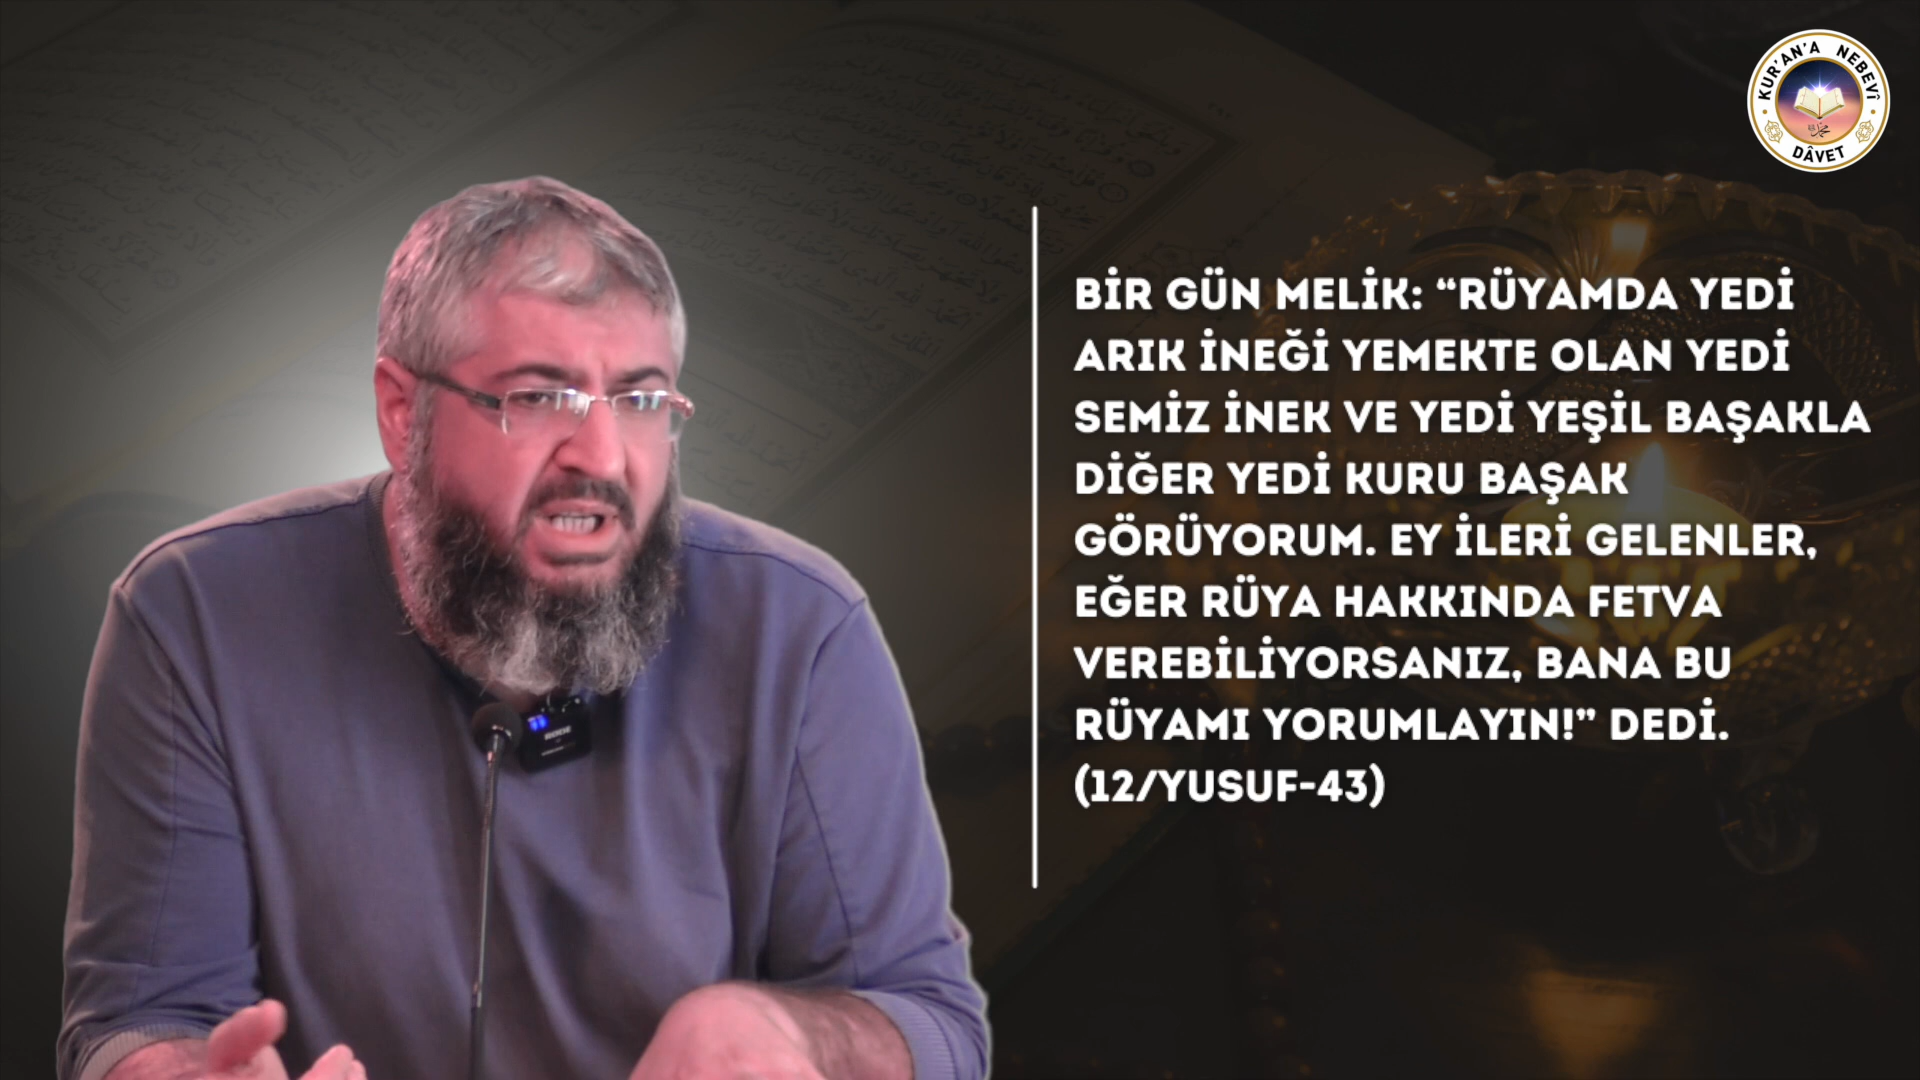 KUR'AN'A NEBEVÎ
DÂVET
BİR GÜN MELİK: “RÜYAMDA YEDİ
ARIK İNEĞİ YEMEKTE OLAN YEDİ
SEMİZ İNEK VE YEDİ YEŞİL BAŞAKLA
DİĞER YEDİ KURU BAŞAK
GÖRÜYORUM. EY İLERİ GELENLER,
EĞER RÜYA HAKKINDA FETVA
VEREBİLİYORSANIZ, BANA BU
RÜYAMI YORUMLAYIN!” DEDİ.
(12/YUSUF-43)